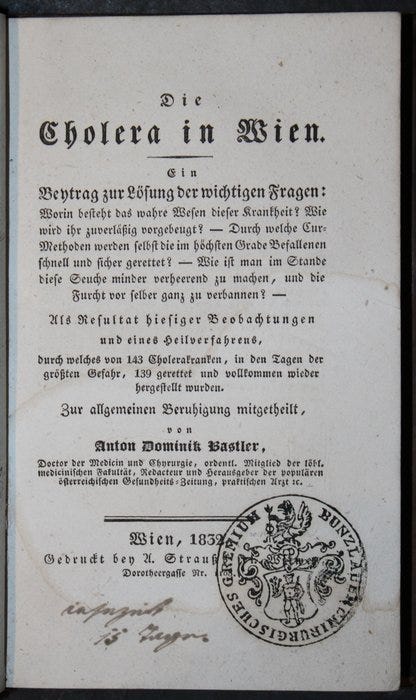 Die
Cholera in Wien.
Ein
Beytrag zur Lösung der wichtigen Fragen:
Worin besteht das wahre Wesen dieser Krankheit? Wie
wird ihr zuverläßig vorgebeugt? — Durch welche Cur-
Methoden werden selbst die im höchsten Grade Befallenen
schnell und sicher gerettet? — Wie ist man im Stande
diese Seuche minder verheerend zu machen, und die
Furcht vor selber ganz zu verbannen? —
Als Resultat hiesiger Beobachtungen
und eines Heilverfahrens,
durch welches von 143 Cholerakranken, in den Tagen der
größten Gefahr, 139 gerettet und vollkommen wieder
hergestellt wurden.
Zur allgemeinen Beruhigung mitgetheilt,
von
Anton Dominik Bastler,
Doctor der Medicin und Chyrurgie, ordentl. Mitglied der löbl.
medicinischen Fakultät, Redacteur und Herausgeber der populären
österreichischen Gesundheits-Zeitung, praktischen Arzt ꝛc.
Wien, 1832
Gedruckt bey A. Strauß
Dorotheergasse Nr.
BUNZLAUER CHIRURGISCHES GREMIUM